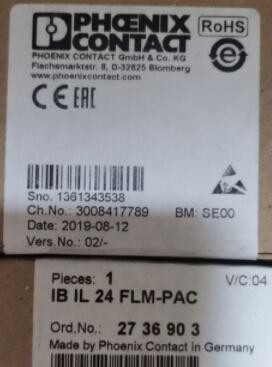 PHŒNIX
CONTACT
RoHS
e
PHOENIX CONTACT GmbH & Co. KG
Flachsmarktstr. 8, D-32825 Blomberg
www.phoenixcontact.com
CE EAC
Sno. 1361343538
Ch.No.: 3008417789 BM: SE00
Date: 2019-08-12
Vers.No.: 02/-
Pieces: 1 V/C:04
IB IL 24 FLM-PAC
Ord.No.: 27 36 90 3
Made by Phoenix Contact in Germany